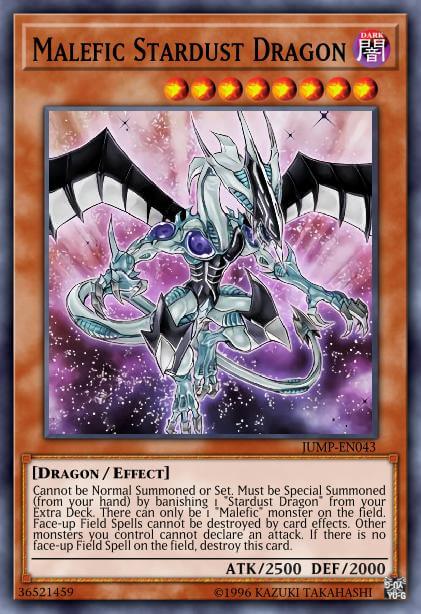 MALEFIC STARDUST DRAGON
DARK
闇
JUMP-EN043
[DRAGON / EFFECT]
Cannot be Normal Summoned or Set. Must be Special Summoned
(from your hand) by banishing 1 "Stardust Dragon" from your
Extra Deck. There can only be 1 "Malefic" monster on the field.
Face-up Field Spells cannot be destroyed by card effects. Other
monsters you control cannot declare an attack. If there is no
face-up Field Spell on the field, destroy this card.
ATK/2500 DEF/2000
36521459
©1996 KAZUKI TAKAHASHI